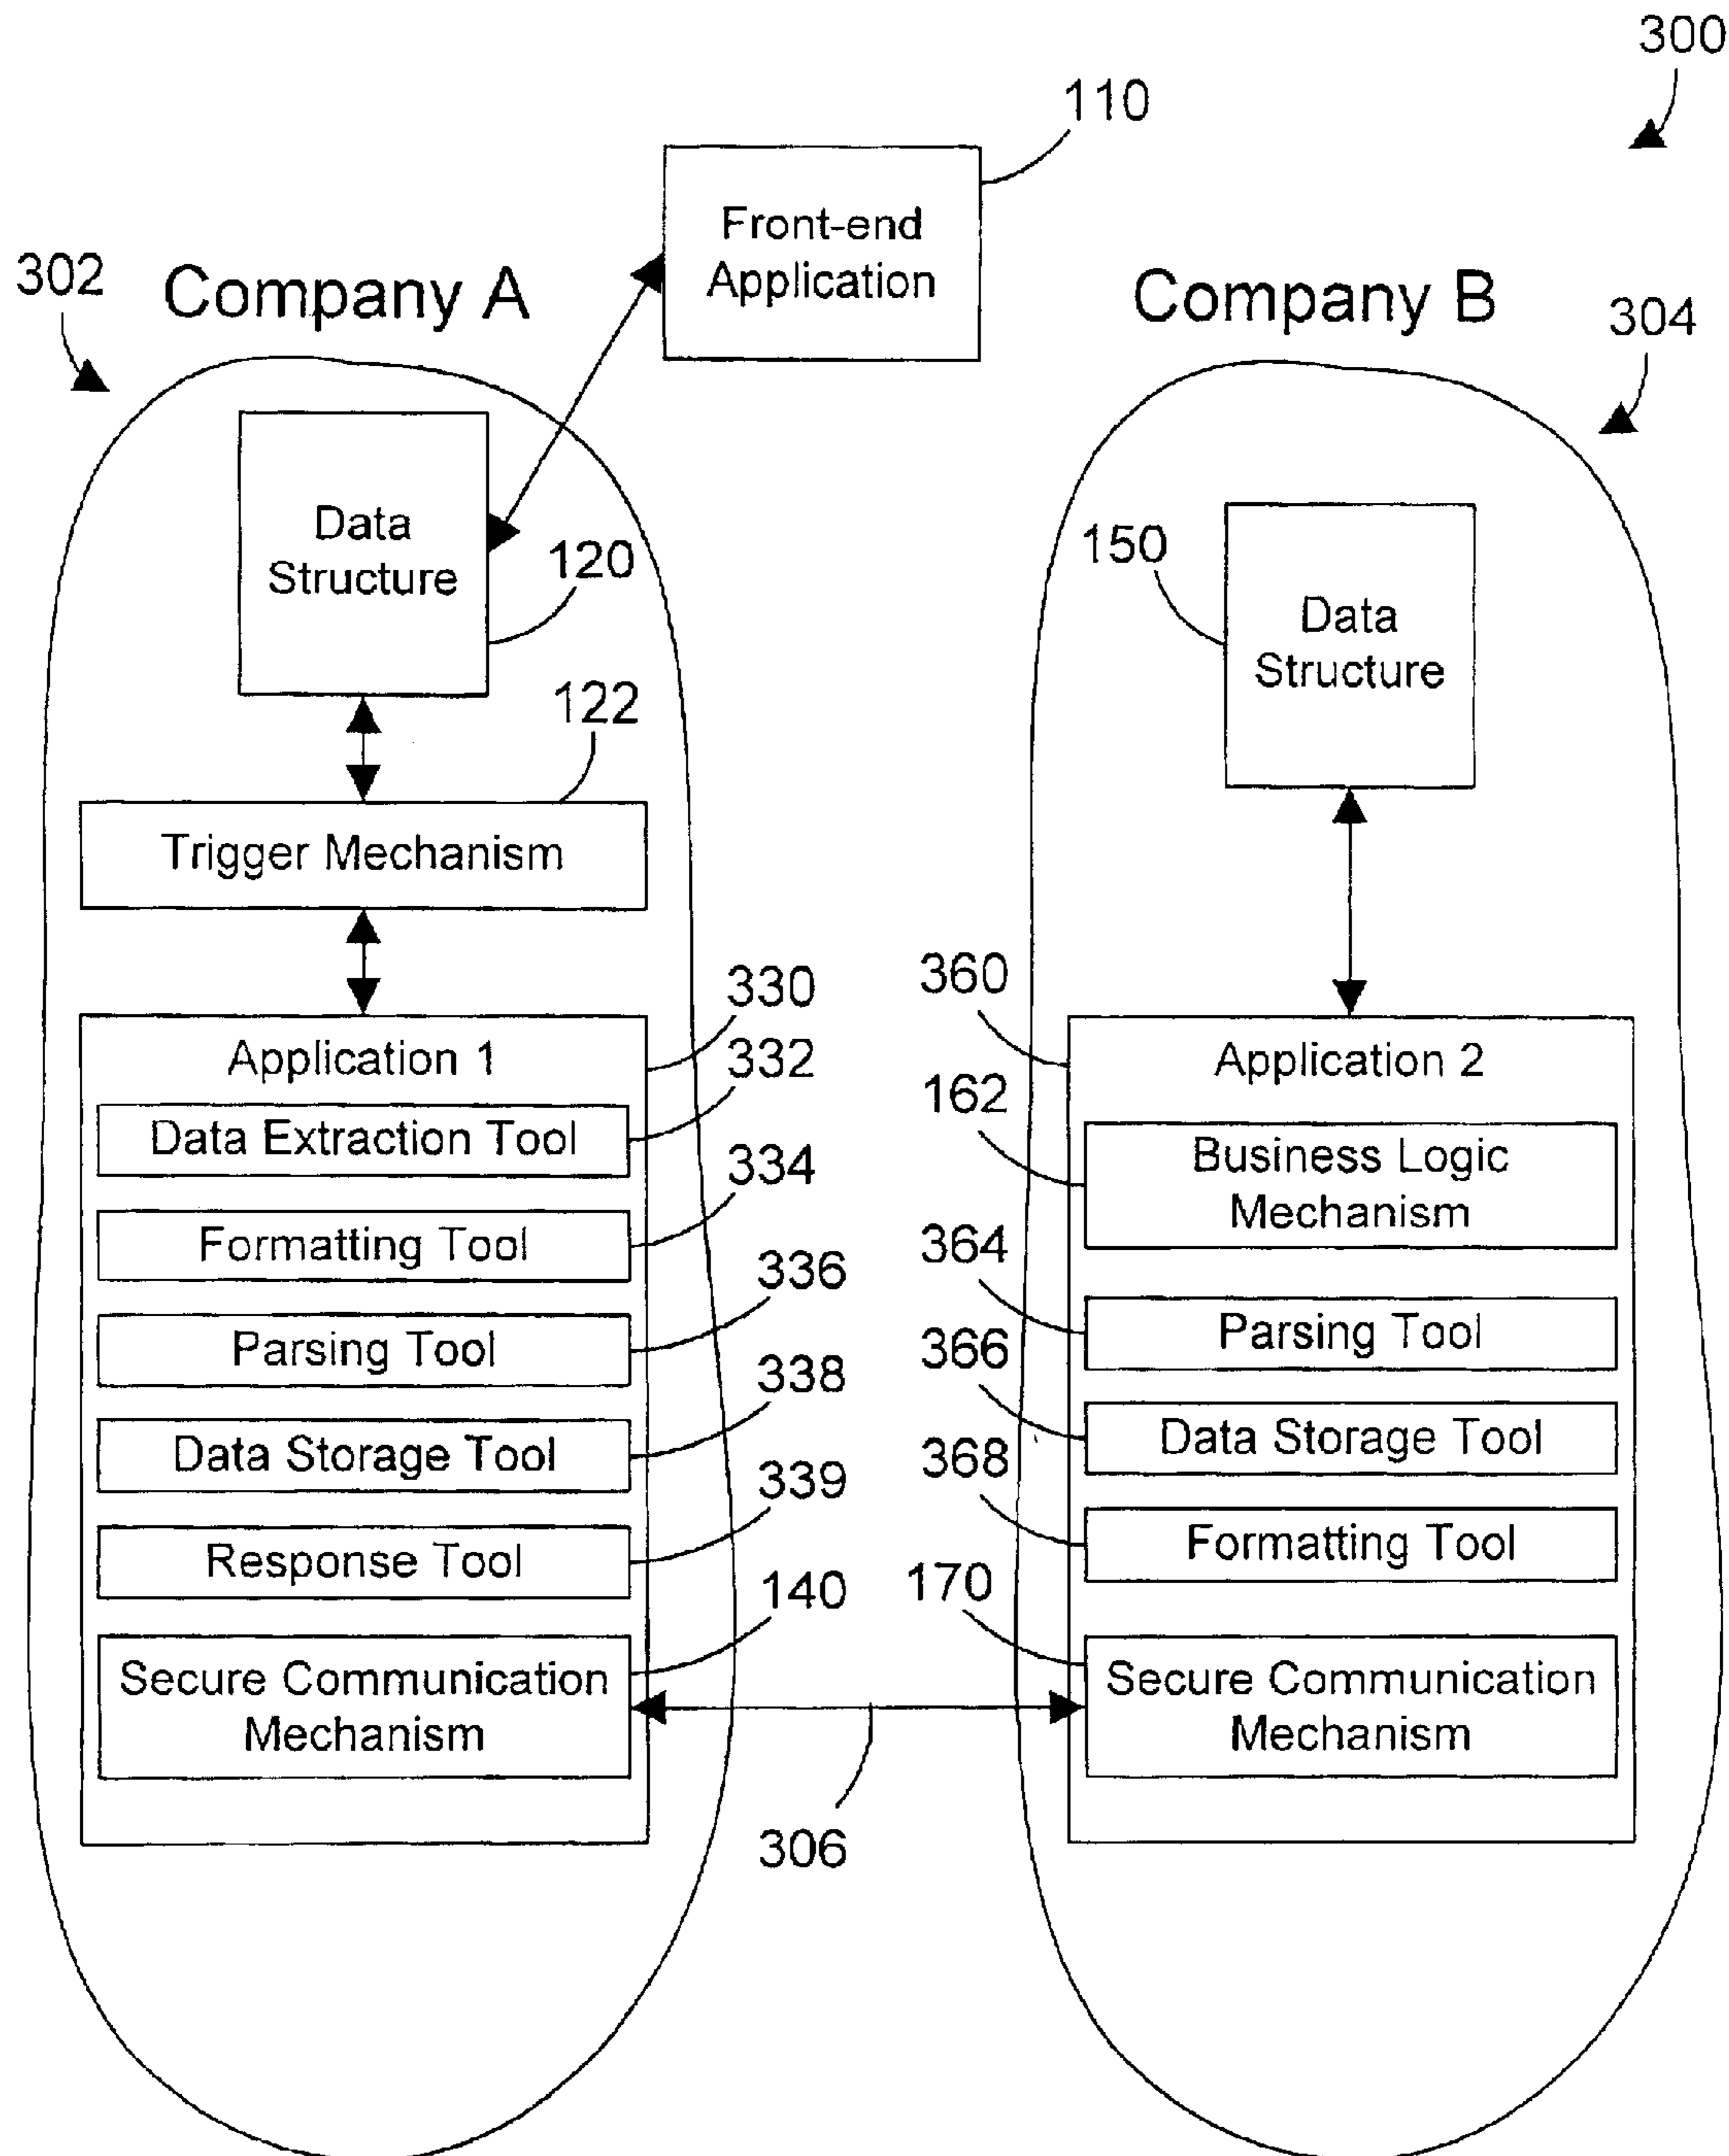 300
110
Front-end
Application
302
Company A
Company B
304
Data
Structure
120
150
Data
Structure
122
Trigger Mechanism
330
360
Application 1
332
Application 2
162
Data Extraction Tool
334
Business Logic
Mechanism
Formatting Tool
336
364
Parsing Tool
Parsing Tool
338
366
Data Storage Tool
Data Storage Tool
339
368
Response Tool
Formatting Tool
140
170
Secure Communication
Mechanism
Secure Communication
Mechanism
306